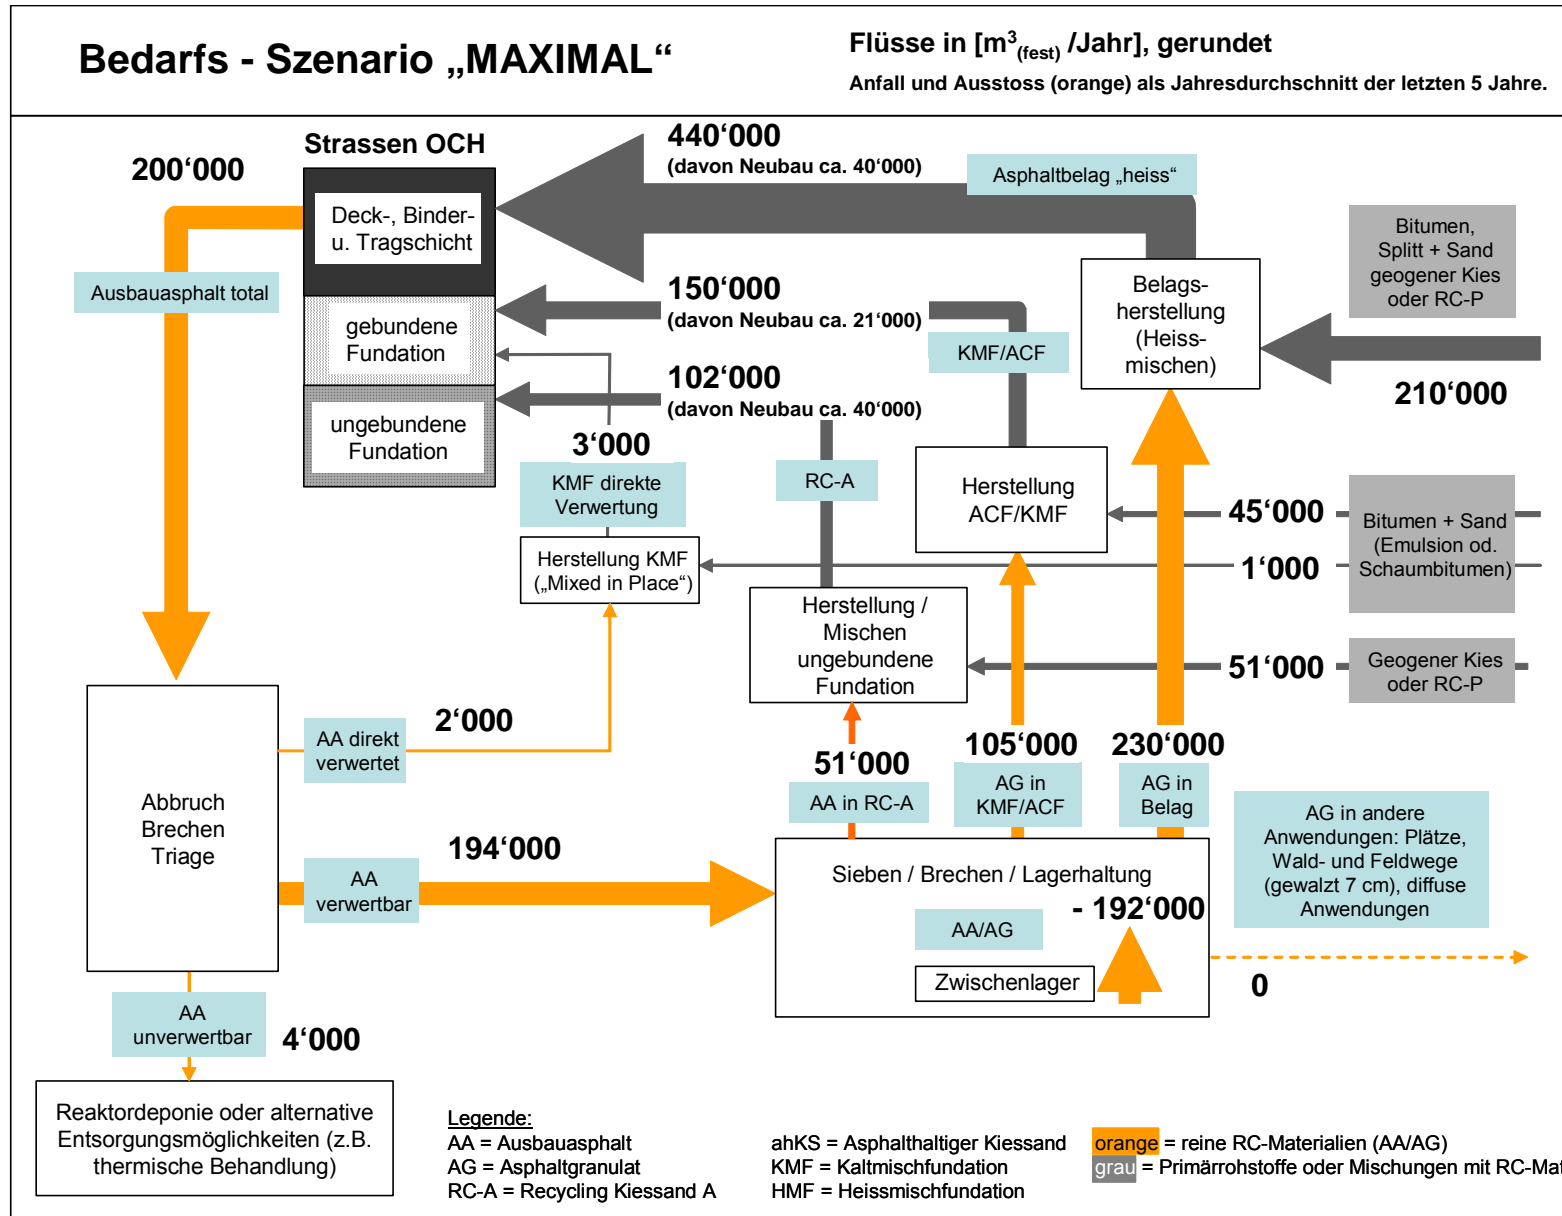 Bedarfs - Szenario „MAXIMAL“
Flüsse in [m³(fest) /Jahr], gerundet
Anfall und Ausstoss (orange) als Jahresdurchschnitt der letzten 5 Jahre.
200‘000
Strassen OCH
440‘000
(davon Neubau ca. 40‘000)
Asphaltbelag „heiss“
Deck-, Binder-
u. Tragschicht
Bitumen,
Splitt + Sand
geogener Kies
oder RC-P
Ausbauasphalt total
150‘000
(davon Neubau ca. 21‘000)
Belags-
herstellung
(Heiss-
mischen)
gebundene
Fundation
KMF/ACF
102‘000
(davon Neubau ca. 40‘000)
210‘000
ungebundene
Fundation
3‘000
KMF direkte
Verwertung
RC-A
Herstellung
ACF/KMF
45‘000
Bitumen + Sand
(Emulsion od.
Schaumbitumen)
1‘000
Herstellung KMF
(„Mixed in Place“)
Herstellung /
Mischen
ungebundene
Fundation
51‘000
Geogener Kies
oder RC-P
2‘000
AA direkt
verwertet
51‘000
105‘000
230‘000
AA in RC-A
AG in
KMF/ACF
AG in
Belag
Abbruch
Brechen
Triage
AG in andere
Anwendungen: Plätze,
Wald- und Feldwege
(gewalzt 7 cm), diffuse
Anwendungen
194‘000
AA
verwertbar
Sieben / Brechen / Lagerhaltung
- 192‘000
AA/AG
Zwischenlager
0
AA
unverwertbar
4‘000
Reaktordeponie oder alternative
Entsorgungsmöglichkeiten (z.B.
thermische Behandlung)
Legende:
AA = Ausbauasphalt
AG = Asphaltgranulat
RC-A = Recycling Kiessand A
ahKS = Asphalthaltiger Kiessand
KMF = Kaltmischfundation
HMF = Heissmischfundation
orange = reine RC-Materialien (AA/AG)
grau = Primärrohstoffe oder Mischungen mit RC-Mat